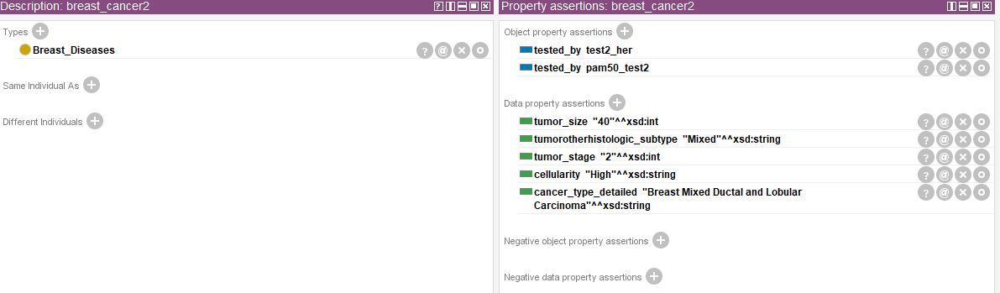 Description: breast_cancer2
Types
Breast_Diseases
Same Individual As
Different Individuals
Property assertions: breast_cancer2
Object property assertions
tested_by test2_her
tested_by pam50_test2
Data property assertions
tumor_size "40"^^xsd:int
tumorotherhistologic_subtype "Mixed"^^xsd:string
tumor_stage "2"^^xsd:int
cellularity "High"^^xsd:string
cancer_type_detailed "Breast Mixed Ductal and Lobular
Carcinoma"^^xsd:string
Negative object property assertions
Negative data property assertions